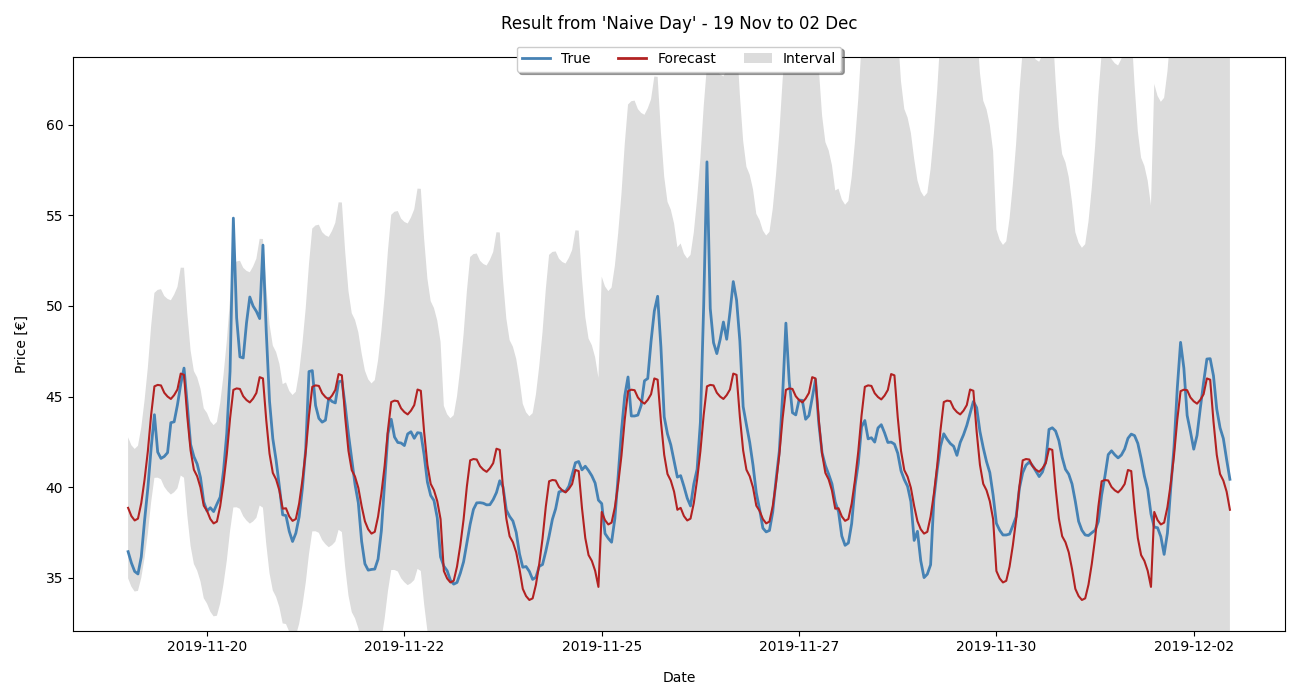 Result from 'Naive Day' - 19 Nov to 02 Dec
True Forecast Interval
60
55
50
45
40
35
Price [€]
2019-11-20 2019-11-22 2019-11-25 2019-11-27 2019-11-30 2019-12-02
Date